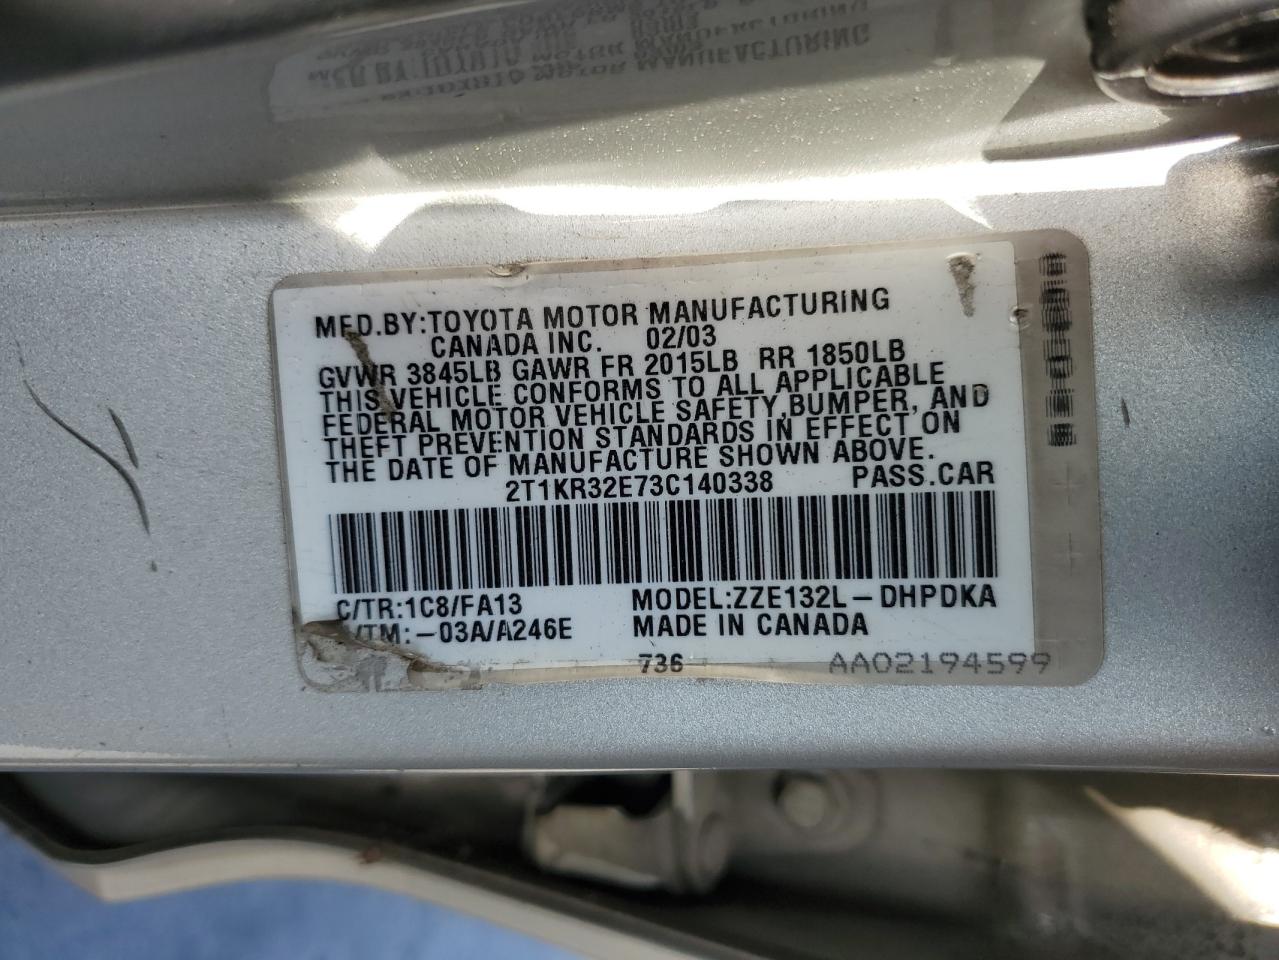 MFD.BY:TOYOTA MOTOR MANUFACTURING
CANADA INC. 02/03
GVWR 3845LB GAWR FR 2015LB RR 1850LB
THIS VEHICLE CONFORMS TO ALL APPLICABLE
FEDERAL MOTOR VEHICLE SAFETY,BUMPER, AND
THEFT PREVENTION STANDARDS IN EFFECT ON
THE DATE OF MANUFACTURE SHOWN ABOVE.
2T1KR32E73C140338 PASS.CAR
C/TR:1C8/FA13 MODEL:ZZE132L-DHPDKA
/TM:-03A/A246E MADE IN CANADA
736 AA02194599